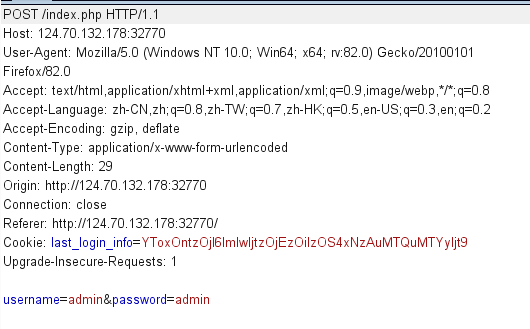 POST /index.php HTTP/1.1
Host: 124.70.132.178:32770
User-Agent: Mozilla/5.0 (Windows NT 10.0; Win64; x64; rv:82.0) Gecko/20100101
Firefox/82.0
Accept: text/html,application/xhtml+xml,application/xml;q=0.9,image/webp,*/*;q=0.8
Accept-Language: zh-CN,zh;q=0.8,zh-TW;q=0.7,zh-HK;q=0.5,en-US;q=0.3,en;q=0.2
Accept-Encoding: gzip, deflate
Content-Type: application/x-www-form-urlencoded
Content-Length: 29
Origin: http://124.70.132.178:32770
Connection: close
Referer: http://124.70.132.178:32770/
Cookie: last_login_info=YToxOntzOjI6ImlwIjtzOjEzOiIzOS4xNzAuMTQuMTYyIjt9
Upgrade-Insecure-Requests: 1
username=admin&password=admin